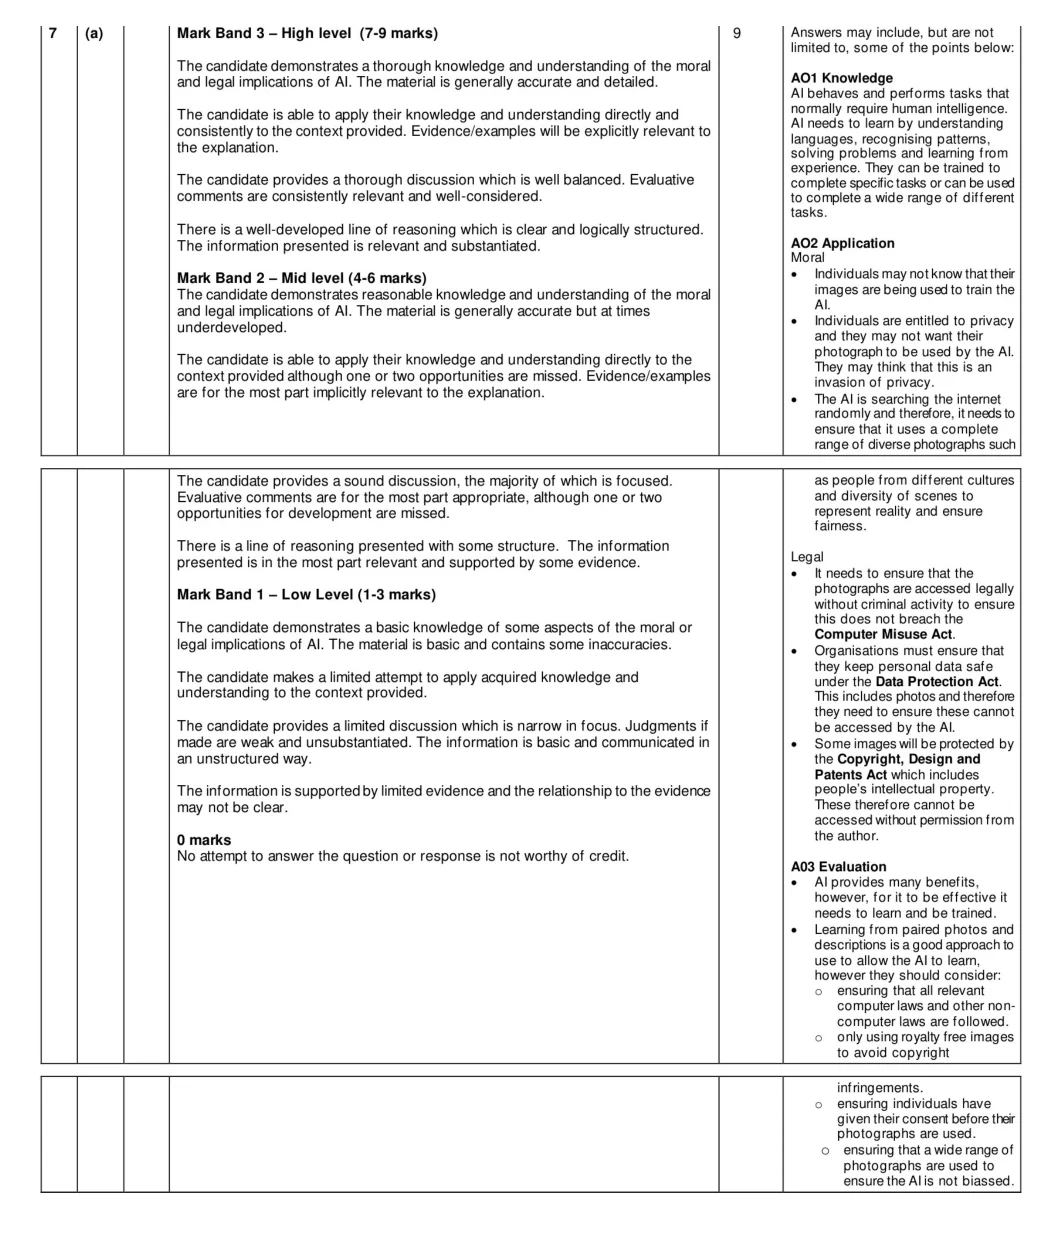 7 (a) Mark Band 3 – High level (7-9 marks)
The candidate demonstrates a thorough knowledge and understanding of the moral
and legal implications of AI. The material is generally accurate and detailed.
The candidate is able to apply their knowledge and understanding directly and
consistently to the context provided. Evidence/examples will be explicitly relevant to
the explanation.
The candidate provides a thorough discussion which is well balanced. Evaluative
comments are consistently relevant and well-considered.
There is a well-developed line of reasoning which is clear and logically structured.
The information presented is relevant and substantiated.
Mark Band 2 – Mid level (4-6 marks)
The candidate demonstrates reasonable knowledge and understanding of the moral
and legal implications of AI. The material is generally accurate but at times
underdeveloped.
The candidate is able to apply their knowledge and understanding directly to the
context provided although one or two opportunities are missed. Evidence/examples
are for the most part implicitly relevant to the explanation.
9
Answers may include, but are not
limited to, some of the points below:
AO1 Knowledge
AI behaves and performs tasks that
normally require human intelligence.
AI needs to learn by understanding
languages, recognising patterns,
solving problems and learning from
experience. They can be trained to
complete specific tasks or can be used
to complete a wide range of different
tasks.
AO2 Application
Moral
• Individuals may not know that their
images are being used to train the
AI.
• Individuals are entitled to privacy
and they may not want their
photograph to be used by the AI.
They may think that this is an
invasion of privacy.
• The AI is searching the internet
randomly and therefore, it needs to
ensure that it uses a complete
range of diverse photographs such
The candidate provides a sound discussion, the majority of which is focused.
Evaluative comments are for the most part appropriate, although one or two
opportunities for development are missed.
There is a line of reasoning presented with some structure. The information
presented is in the most part relevant and supported by some evidence.
Mark Band 1 – Low Level (1-3 marks)
The candidate demonstrates a basic knowledge of some aspects of the moral or
legal implications of AI. The material is basic and contains some inaccuracies.
The candidate makes a limited attempt to apply acquired knowledge and
understanding to the context provided.
The candidate provides a limited discussion which is narrow in focus. Judgments if
made are weak and unsubstantiated. The information is basic and communicated in
an unstructured way.
The information is supported by limited evidence and the relationship to the evidence
may not be clear.
0 marks
No attempt to answer the question or response is not worthy of credit.
as people from different cultures
and diversity of scenes to
represent reality and ensure
fairness.
Legal
• It needs to ensure that the
photographs are accessed legally
without criminal activity to ensure
this does not breach the
Computer Misuse Act.
• Organisations must ensure that
they keep personal data safe
under the Data Protection Act.
This includes photos and therefore
they need to ensure these cannot
be accessed by the AI.
• Some images will be protected by
the Copyright, Design and
Patents Act which includes
people's intellectual property.
These therefore cannot be
accessed without permission from
the author.
A03 Evaluation
• AI provides many benefits,
however, for it to be effective it
needs to learn and be trained.
• Learning from paired photos and
descriptions is a good approach to
use to allow the AI to learn,
however they should consider:
○ ensuring that all relevant
computer laws and other non-
computer laws are followed.
○ only using royalty free images
to avoid copyright
infringements.
○ ensuring individuals have
given their consent before their
photographs are used.
○ ensuring that a wide range of
photographs are used to
ensure the AI is not biassed.